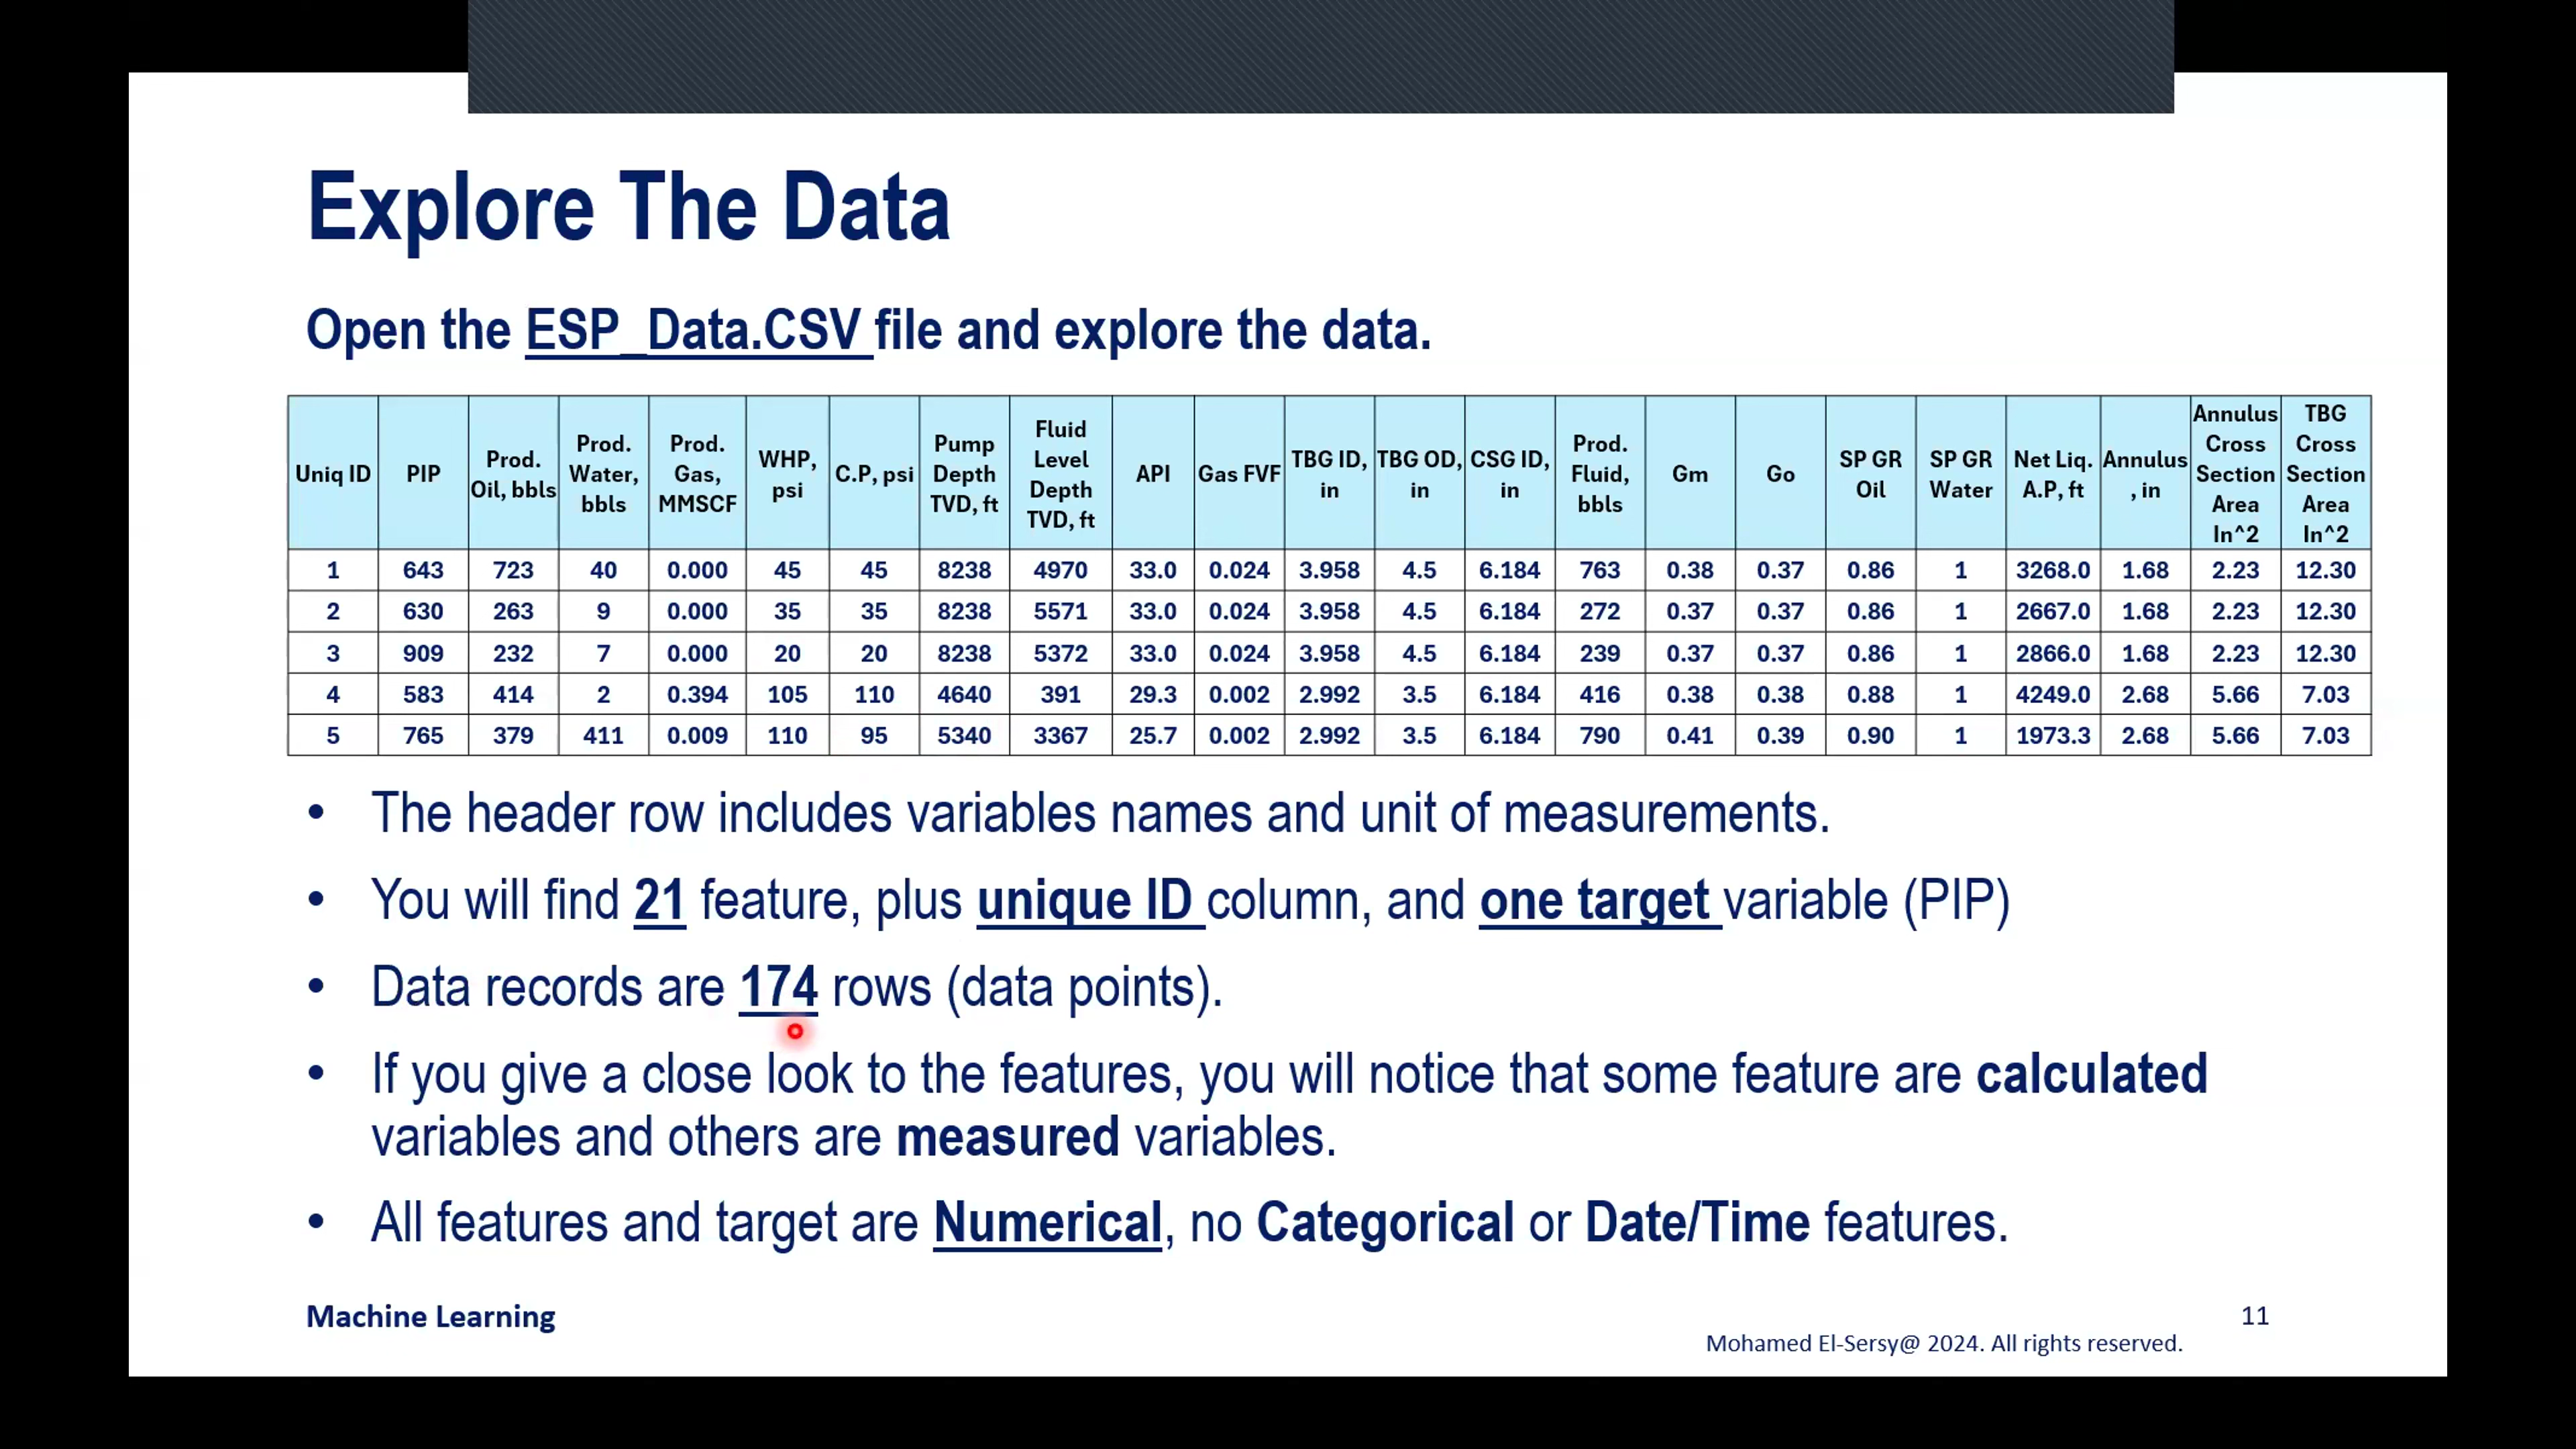 Explore The Data
Open the ESP_Data.CSV file and explore the data.
Uniq ID PIP Prod. Oil, bbls Prod. Water, bbls Prod. Gas, MMSCF WHP, psi C.P, psi Pump Depth TVD, ft Fluid Level Depth TVD, ft API Gas FVF TBG ID, in TBG OD, in CSG ID, in Prod. Fluid, bbls Gm Go SP GR Oil SP GR Water Net Liq. A.P, ft Annulus, in Annulus Cross Section Area In^2 TBG Cross Section Area In^2
1 643 723 40 0.000 45 45 8238 4970 33.0 0.024 3.958 4.5 6.184 763 0.38 0.37 0.86 1 3268.0 1.68 2.23 12.30
2 630 263 9 0.000 35 35 8238 5571 33.0 0.024 3.958 4.5 6.184 272 0.37 0.37 0.86 1 2667.0 1.68 2.23 12.30
3 909 232 7 0.000 20 20 8238 5372 33.0 0.024 3.958 4.5 6.184 239 0.37 0.37 0.86 1 2866.0 1.68 2.23 12.30
4 583 414 2 0.394 105 110 4640 391 29.3 0.002 2.992 3.5 6.184 416 0.38 0.38 0.88 1 4249.0 2.68 5.66 7.03
5 765 379 411 0.009 110 95 5340 3367 25.7 0.002 2.992 3.5 6.184 790 0.41 0.39 0.90 1 1973.3 2.68 5.66 7.03
• The header row includes variables names and unit of measurements.
• You will find 21 feature, plus unique ID column, and one target variable (PIP)
• Data records are 174 rows (data points).
• If you give a close look to the features, you will notice that some feature are calculated
variables and others are measured variables.
• All features and target are Numerical, no Categorical or Date/Time features.
Machine Learning
11
Mohamed El-Sersy@ 2024. All rights reserved.